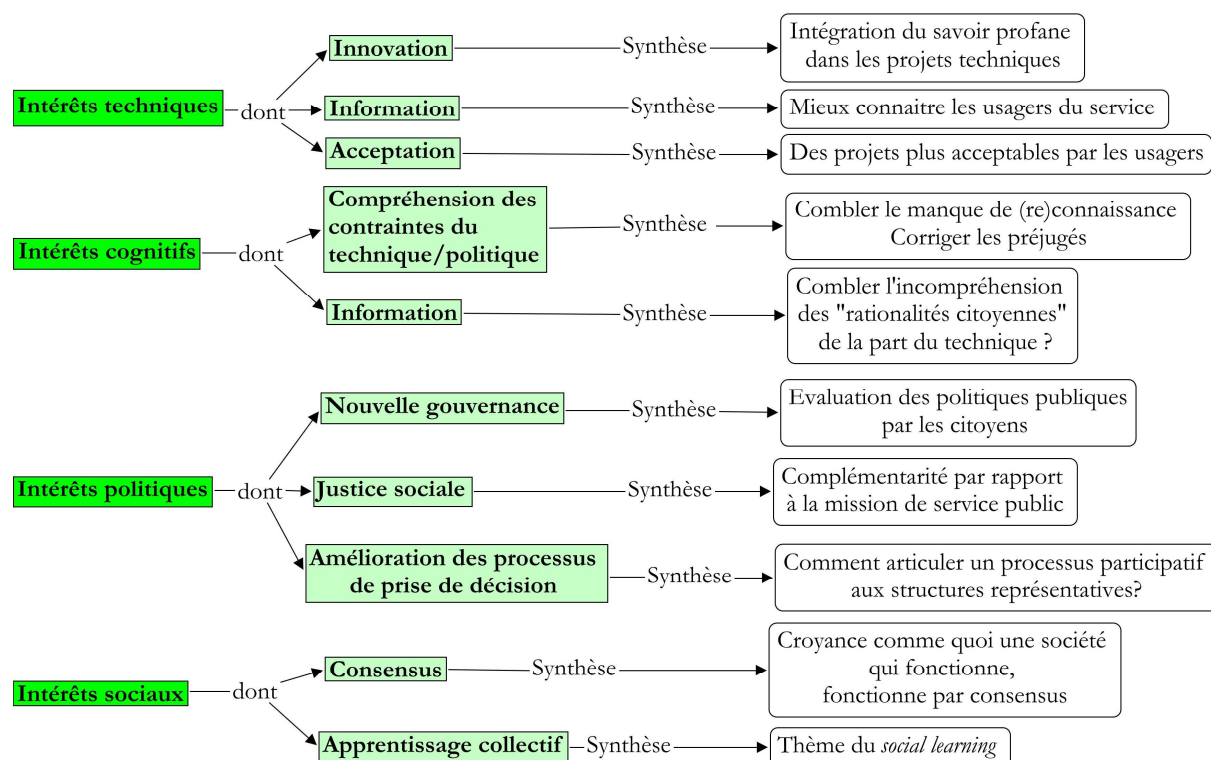 Innovation
Synthèse
Intégration du savoir profane
dans les projets techniques
Intérêts techniques
dont
Information
Synthèse
Mieux connaitre les usagers du service
Acceptation
Synthèse
Des projets plus acceptables par les usagers
Compréhension des
contraintes du
technique/politique
Synthèse
Combler le manque de (re)connaissance
Corriger les préjugés
Intérêts cognitifs
dont
Information
Synthèse
Combler l'incompréhension
des "rationalités citoyennes"
de la part du technique ?
Nouvelle gouvernance
Synthèse
Evaluation des politiques publiques
par les citoyens
Intérêts politiques
dont
Justice sociale
Synthèse
Complémentarité par rapport
à la mission de service public
Amélioration des processus
de prise de décision
Synthèse
Comment articuler un processus participatif
aux structures représentatives?
Consensus
Synthèse
Croyance comme quoi une société
qui fonctionne,
fonctionne par consensus
Intérêts sociaux
dont
Apprentissage collectif
Synthèse
Thème du social learning